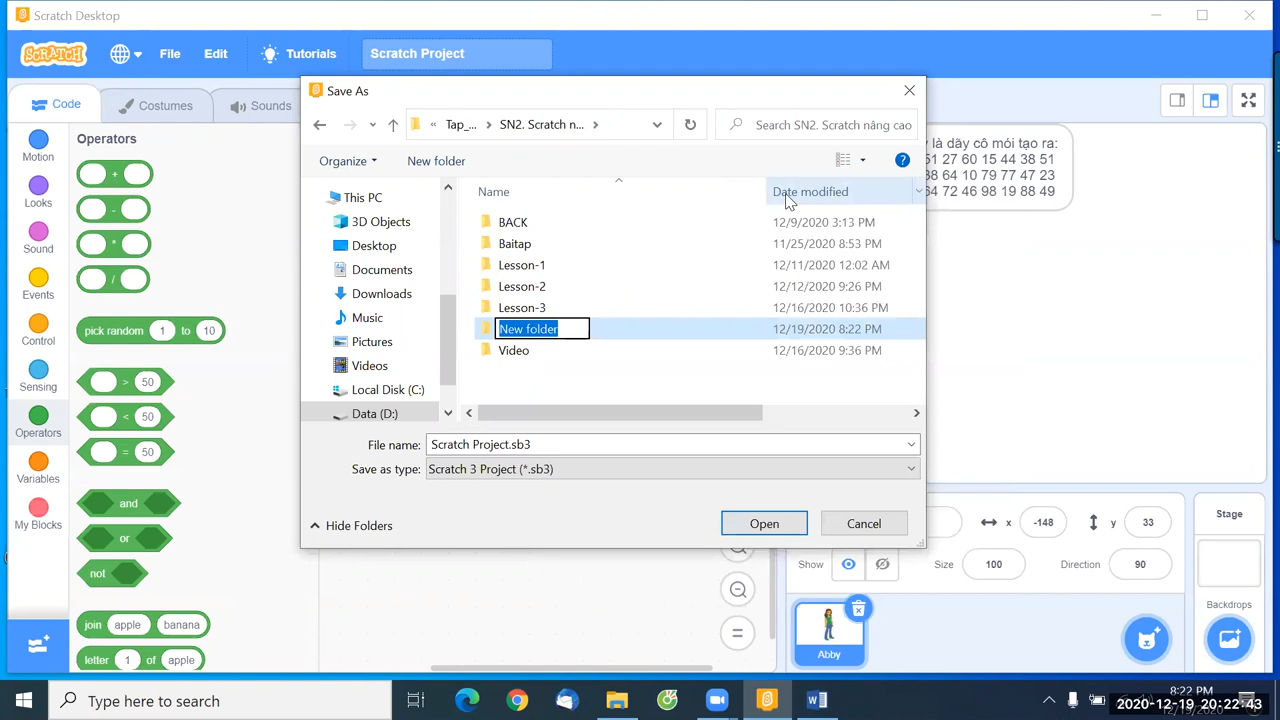 Scratch Desktop
SCRATCH
File
Edit
Tutorials
Scratch Project
Code
Costumes
Sounds
Motion
Looks
Sound
Events
Control
Sensing
Operators
Variables
My Blocks
Operators
+
-
*
/
pick random 1 to 10
> 50
< 50
= 50
and
or
not
join apple banana
letter 1 of apple
Save As
« Tap_... > SN2. Scratch n... >
Search SN2. Scratch nâng cao
Organize
New folder
?
This PC
3D Objects
Desktop
Documents
Downloads
Music
Pictures
Videos
Local Disk (C:)
Data (D:)
Name Date modified
BACK 12/9/2020 3:13 PM
Baitap 11/25/2020 8:53 PM
Lesson-1 12/11/2020 12:02 AM
Lesson-2 12/12/2020 9:26 PM
Lesson-3 12/16/2020 10:36 PM
New folder 12/19/2020 8:22 PM
Video 12/16/2020 9:36 PM
File name: Scratch Project.sb3
Save as type: Scratch 3 Project (*.sb3)
Hide Folders
Open
Cancel
là dãy cô mói tạo ra:
51 27 60 15 44 38 51
38 64 10 79 77 47 23
64 72 46 98 19 88 49
x -148
y 33
Show
Size 100
Direction 90
Abby
Stage
Backdrops
Type here to search
8:22 PM
2020-12-19 20:22:43